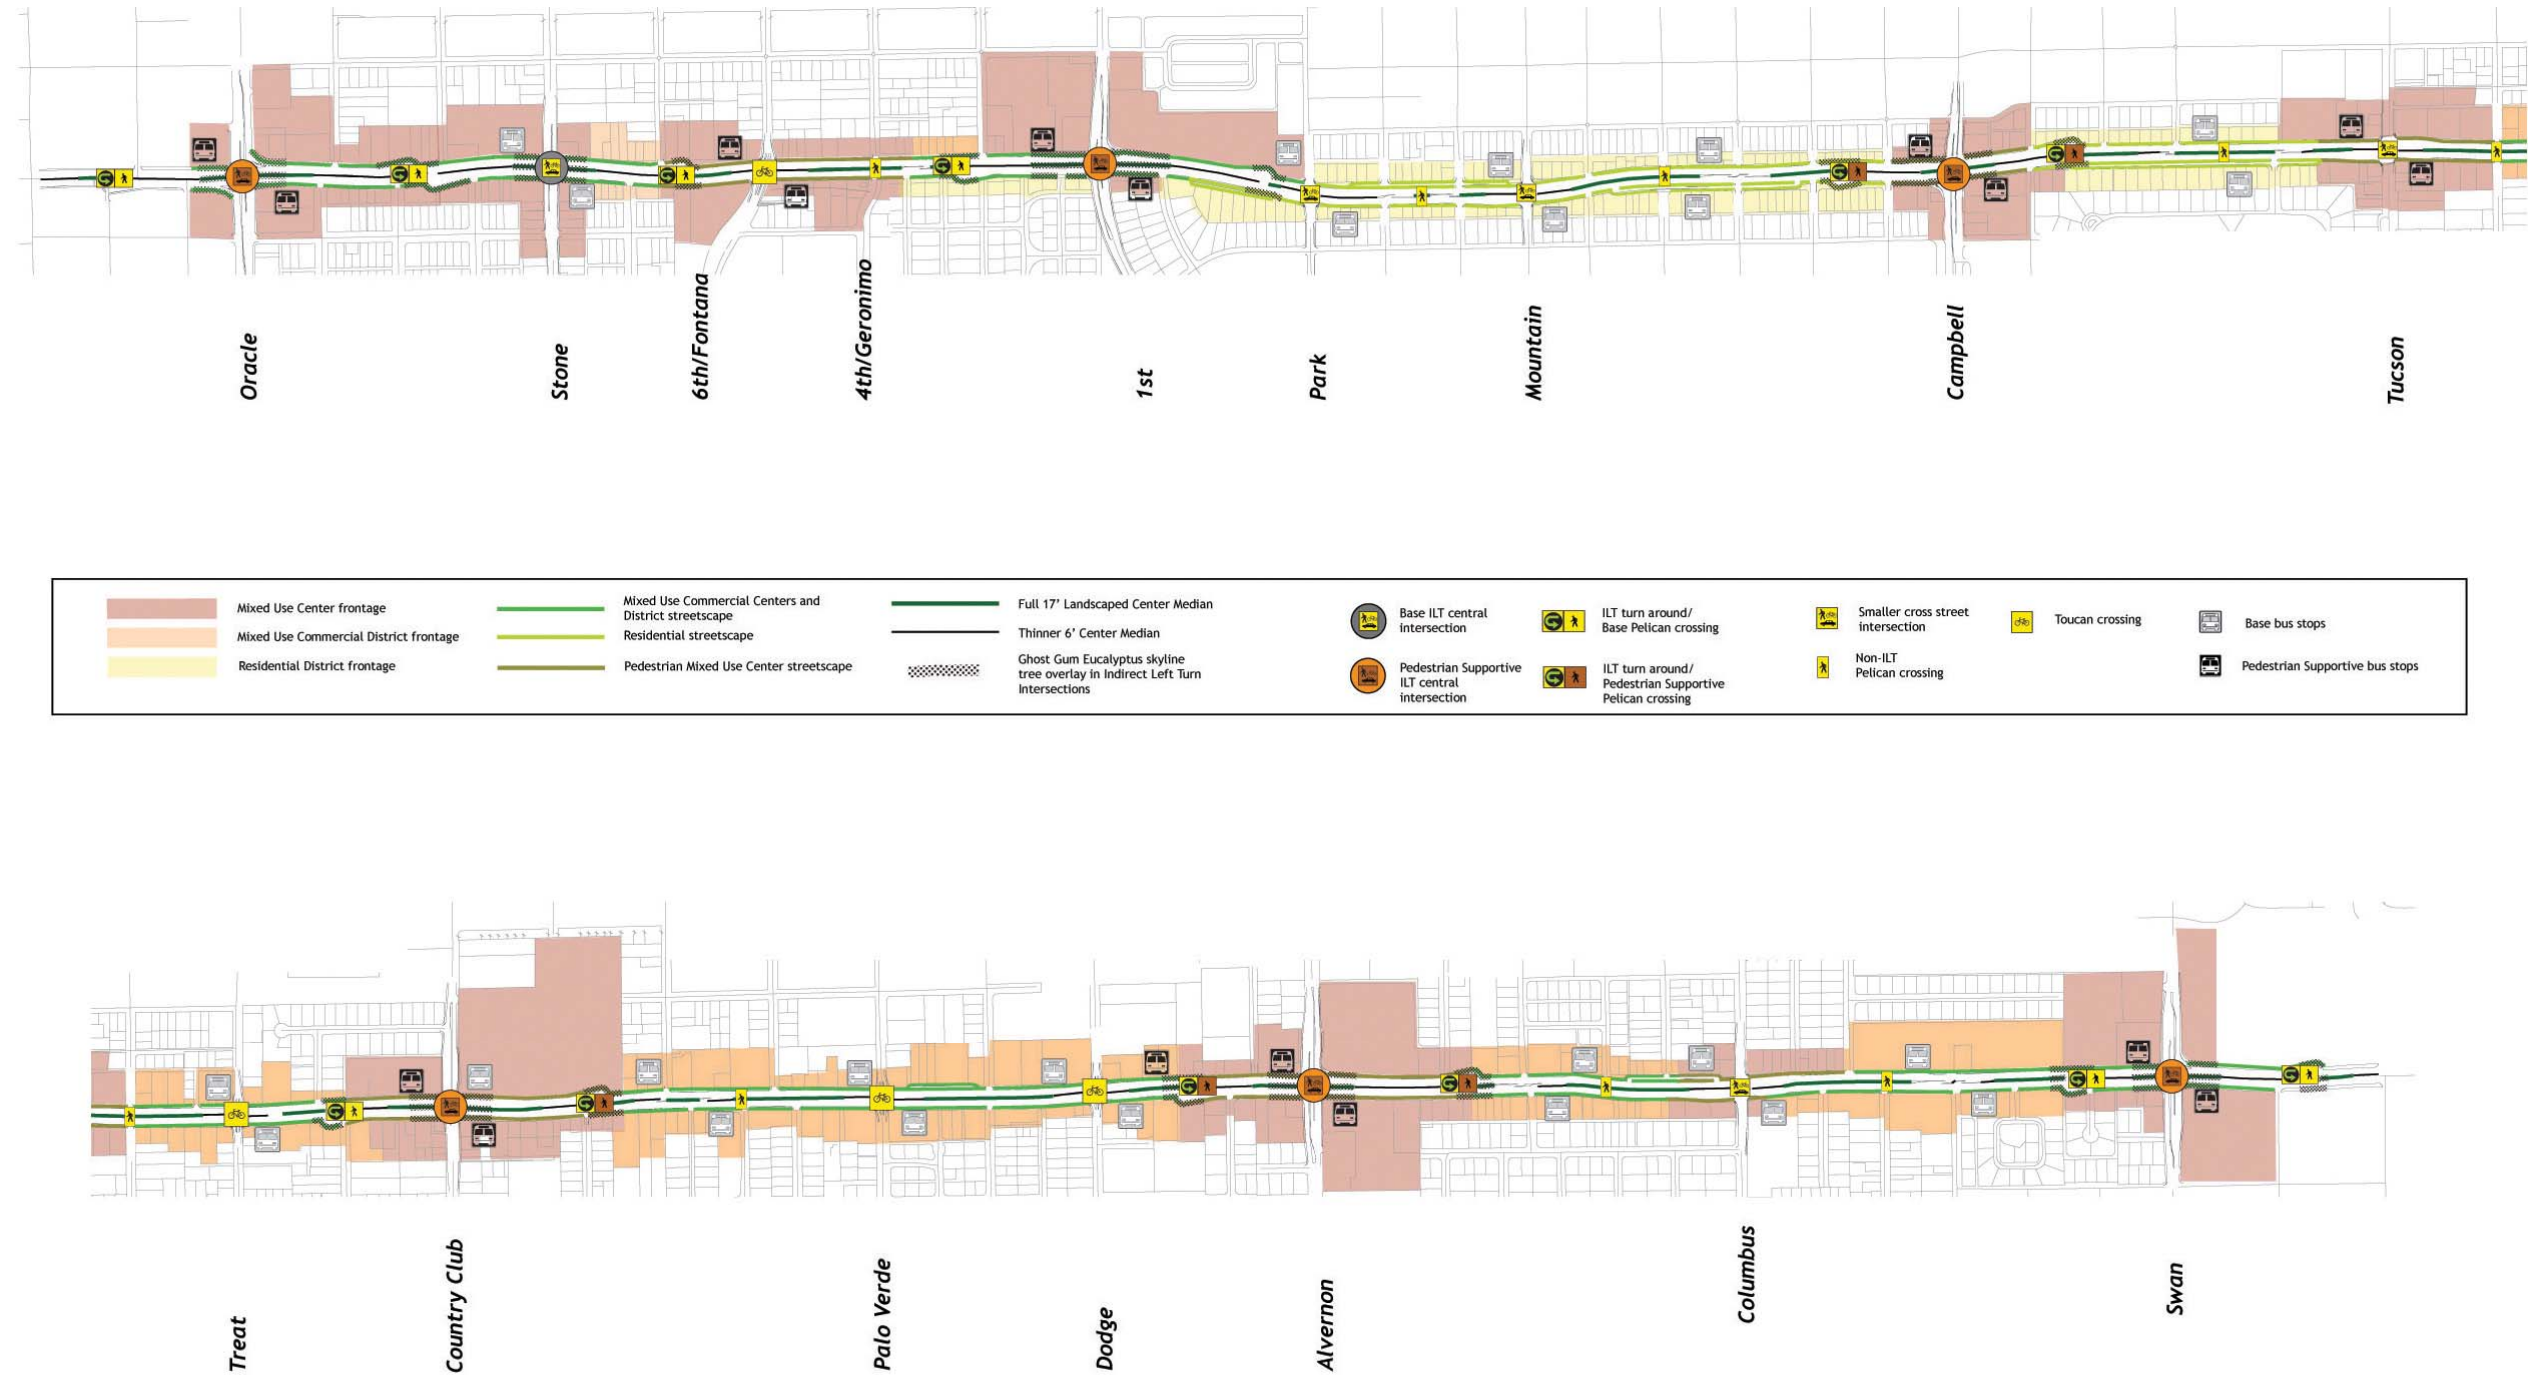 Oracle
Stone
6th/Fontana
4th/Geronimo
1st
Park
Mountain
Campbell
Tucson
Mixed Use Center frontage
Mixed Use Commercial District frontage
Residential District frontage
Mixed Use Commercial Centers and
District streetscape
Residential streetscape
Pedestrian Mixed Use Center streetscape
Full 17' Landscaped Center Median
Thinner 6' Center Median
Ghost Gum Eucalyptus skyline
tree overlay in Indirect Left Turn
Intersections
Base ILT central
intersection
Pedestrian Supportive
ILT central
intersection
ILT turn around/
Base Pelican crossing
ILT turn around/
Pedestrian Supportive
Pelican crossing
Smaller cross street
intersection
Non-ILT
Pelican crossing
Toucan crossing
Base bus stops
Pedestrian Supportive bus stops
Treat
Country Club
Palo Verde
Dodge
Alvernon
Columbus
Swan